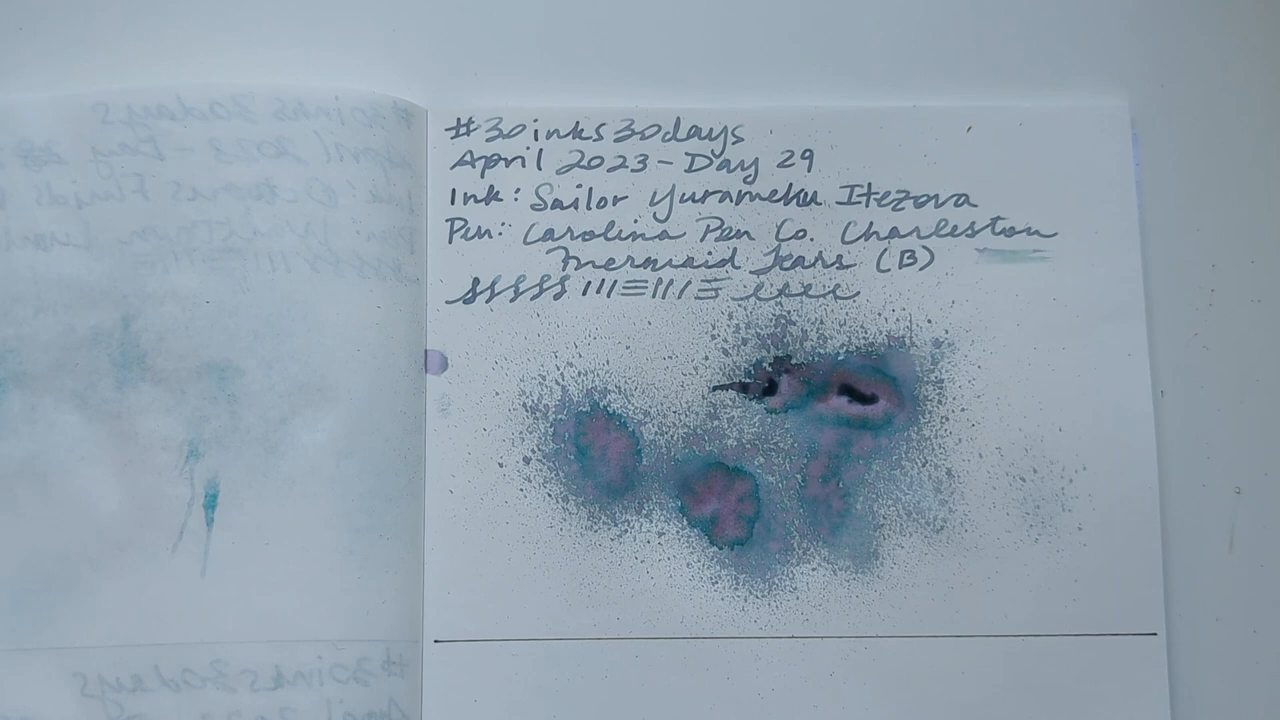 #30inks30days
April 2023 - Day 29
Ink: Sailor Yurameku Itezora
Pen: Carolina Pen Co. Charleston
Mermaid Tears (B)